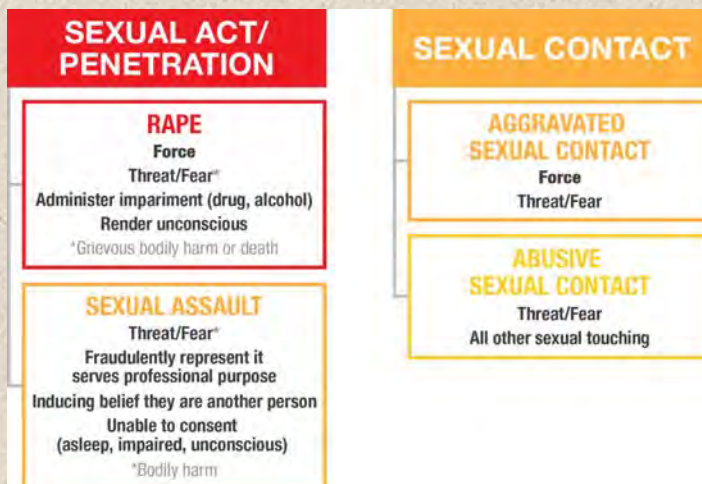 SEXUAL ACT/
PENETRATION
RAPE
Force
Threat/Fear*
Administer impariment (drug, alcohol)
Render unconscious
*Grievous bodily harm or death
SEXUAL ASSAULT
Threat/Fear*
Fraudulently represent it
serves professional purpose
Inducing belief they are another person
Unable to consent
(asleep, impaired, unconscious)
*Bodily harm
SEXUAL CONTACT
AGGRAVATED
SEXUAL CONTACT
Force
Threat/Fear
ABUSIVE
SEXUAL CONTACT
Threat/Fear
All other sexual touching